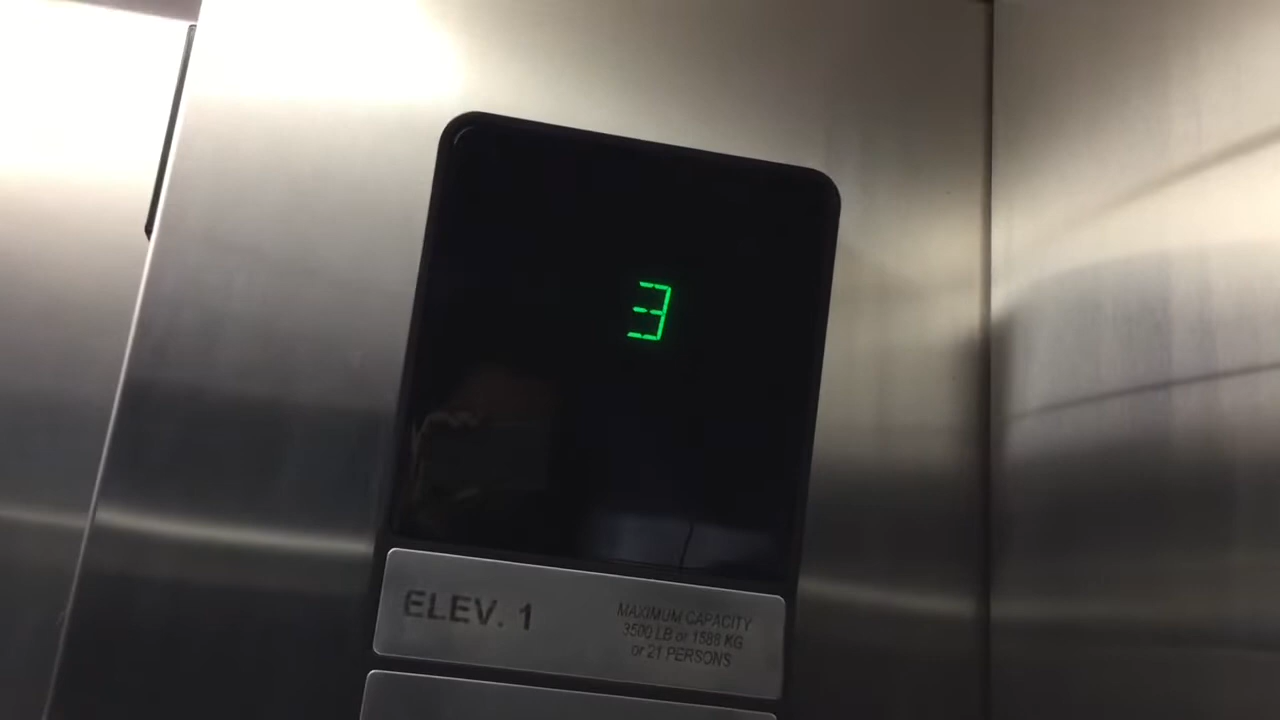 3
ELEV. 1
MAXIMUM CAPACITY
3500 LB or 1588 KG
or 21 PERSONS